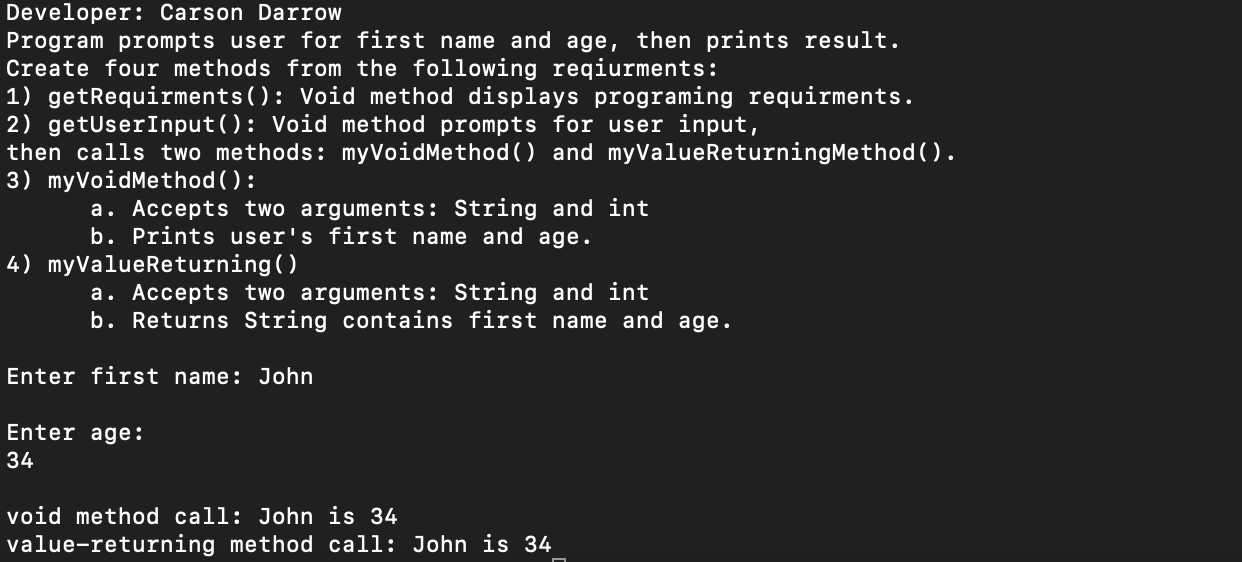 Developer: Carson Darrow
Program prompts user for first name and age, then prints result.
Create four methods from the following reqiurments:
1) getRequirments(): Void method displays programing requirments.
2) getUserInput(): Void method prompts for user input,
then calls two methods: myVoidMethod() and myValueReturningMethod().
3) myVoidMethod():
      a. Accepts two arguments: String and int
      b. Prints user's first name and age.
4) myValueReturning()
      a. Accepts two arguments: String and int
      b. Returns String contains first name and age.
Enter first name: John
Enter age:
34
void method call: John is 34
value-returning method call: John is 34